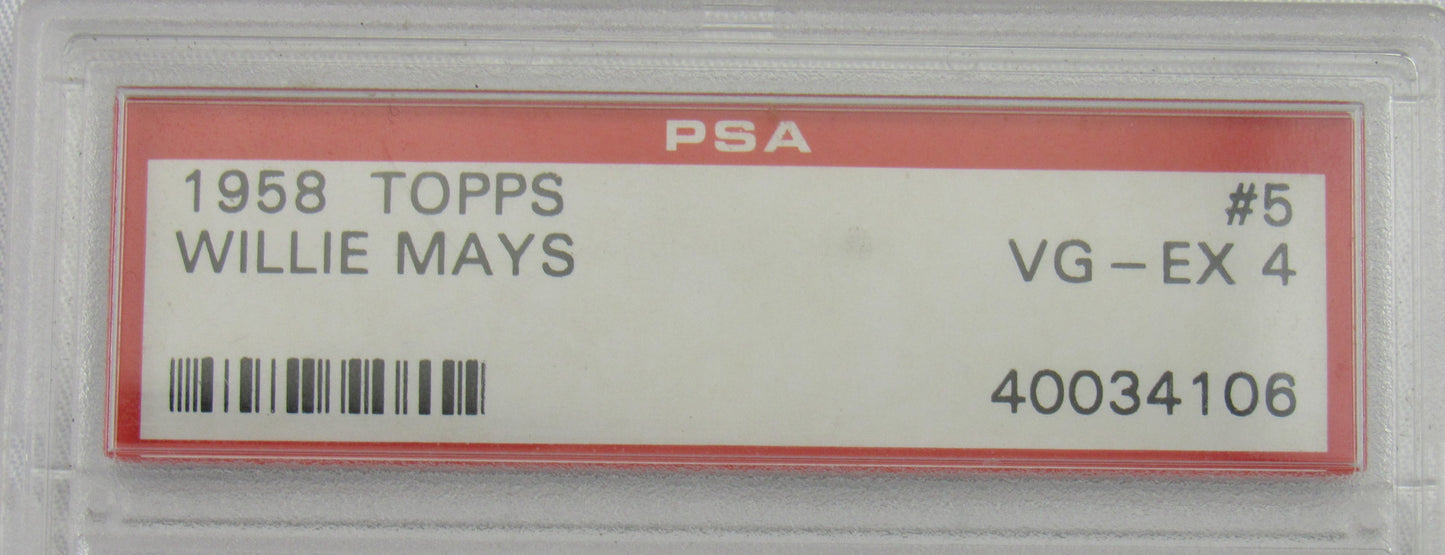 PSA
1958 TOPPS #5
WILLIE MAYS VG-EX 4
40034106